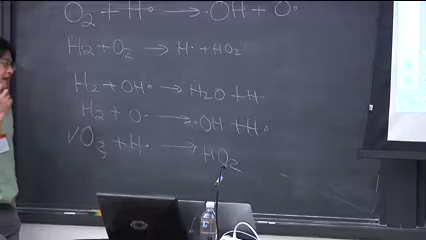 O₂ + H· → ·OH + O·
H₂ + O₂ → H· + HO₂
H₂ + OH· → H₂O + H·
H₂ + O· → ·OH + H·
√O₃ + H· → HO₂